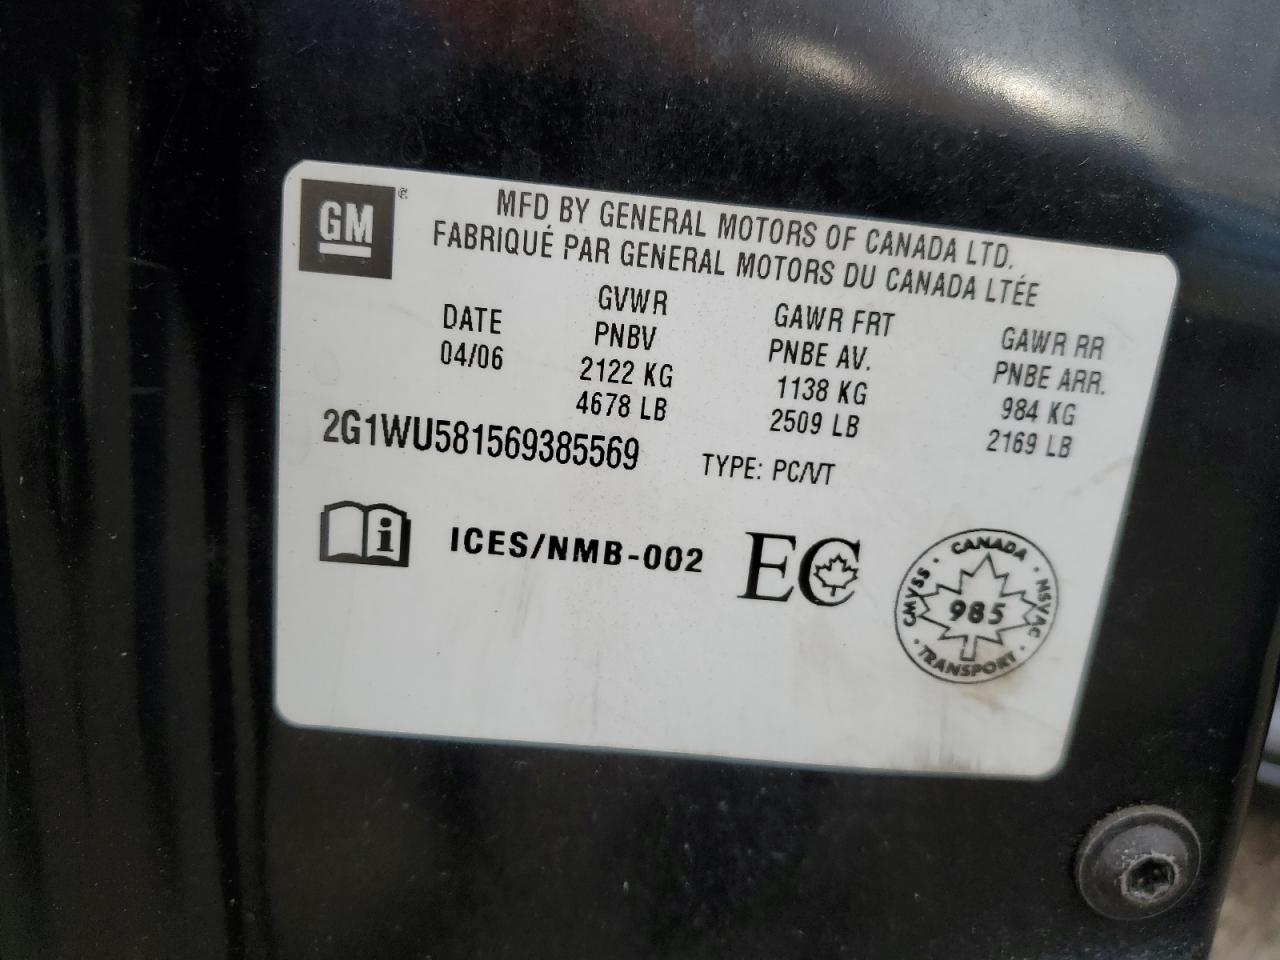 GM
MFD BY GENERAL MOTORS OF CANADA LTD.
FABRIQUÉ PAR GENERAL MOTORS DU CANADA LTÉE
DATE
04/06
GVWR
PNBV
2122 KG
4678 LB
GAWR FRT
PNBE AV.
1138 KG
2509 LB
GAWR RR
PNBE ARR.
984 KG
2169 LB
2G1WU581569385569
TYPE: PC/VT
i ICES/NMB-002
EC
CANADA
CMVSS · NSVAC
985
TRANSPORT